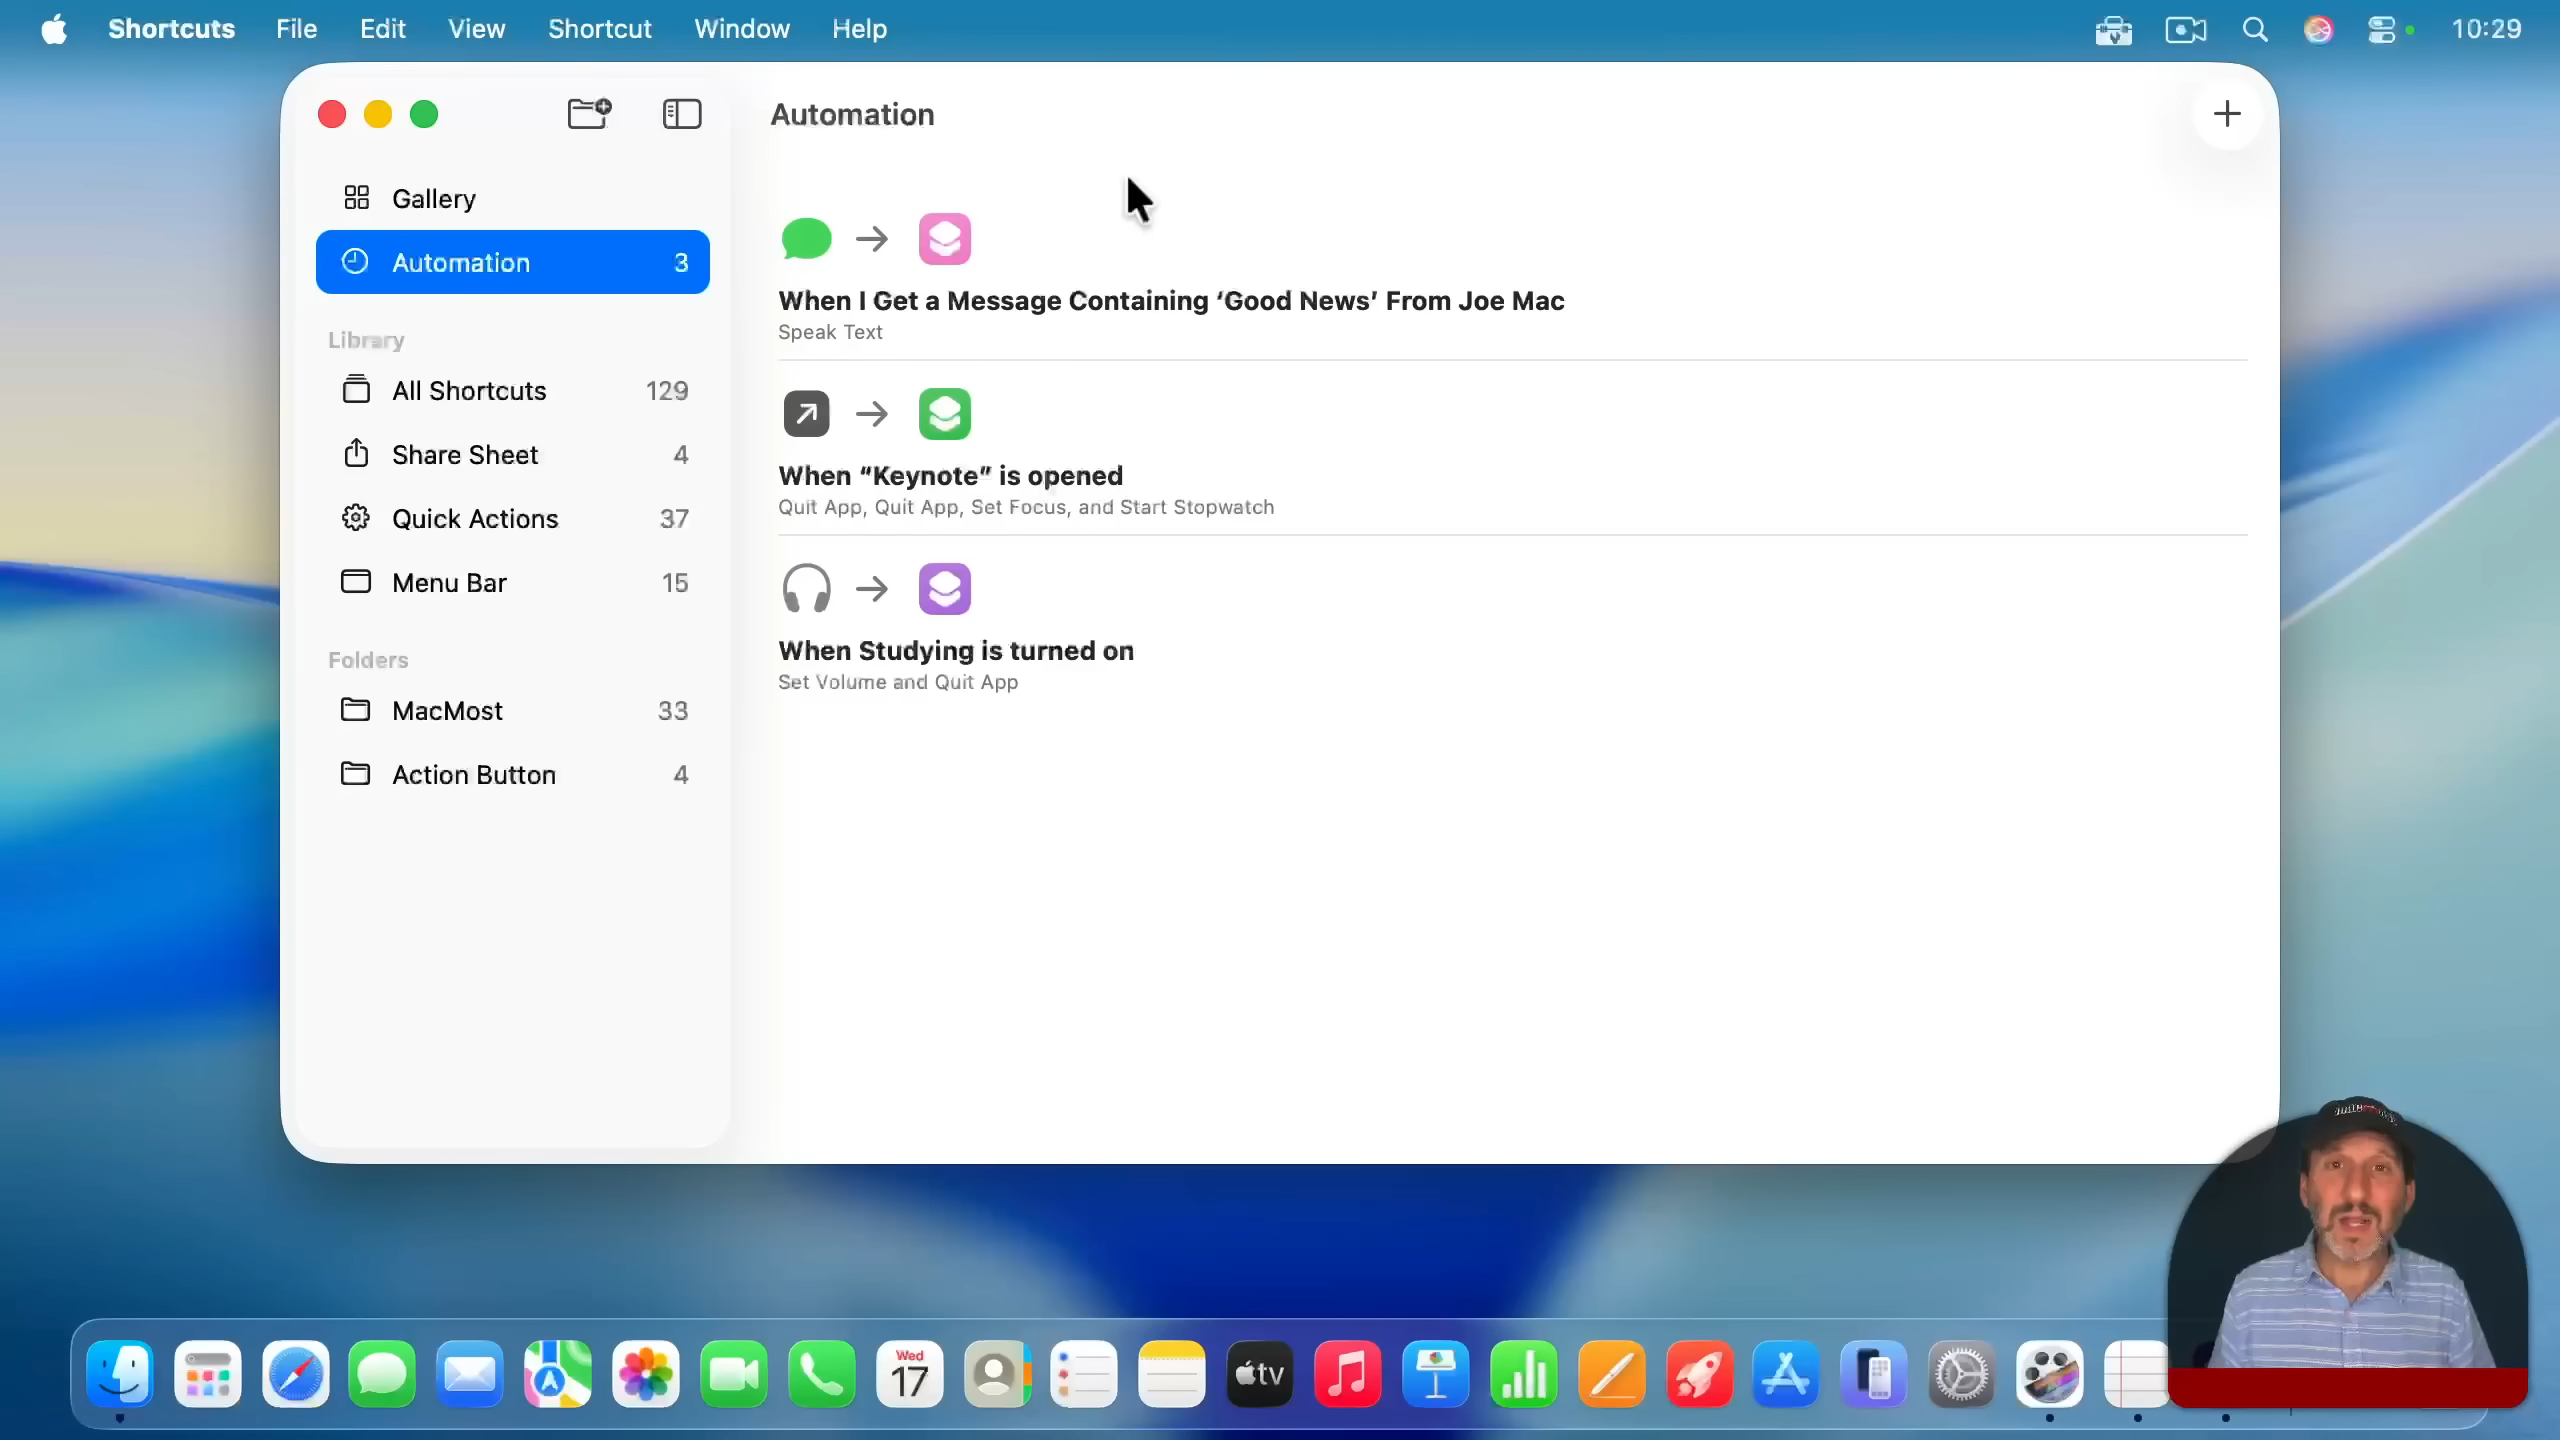 Shortcuts File Edit View Shortcut Window Help 10:29
Automation
Gallery
Automation 3
Library
All Shortcuts 129
Share Sheet 4
Quick Actions 37
Menu Bar 15
Folders
MacMost 33
Action Button 4
When I Get a Message Containing ‘Good News’ From Joe Mac
Speak Text
When “Keynote” is opened
Quit App, Quit App, Set Focus, and Start Stopwatch
When Studying is turned on
Set Volume and Quit App
Wed
17
tv